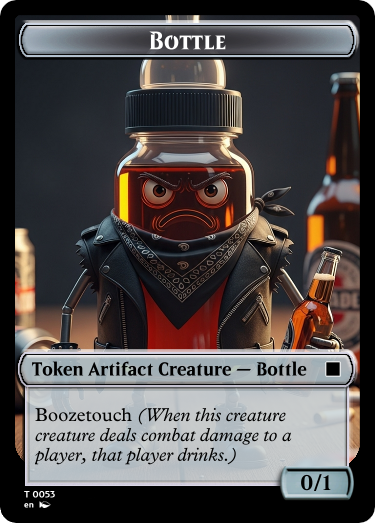 Bottle
Token Artifact Creature — Bottle
Boozetouch (When this creature
creature deals combat damage to a
player, that player drinks.)
0/1
T 0053
en